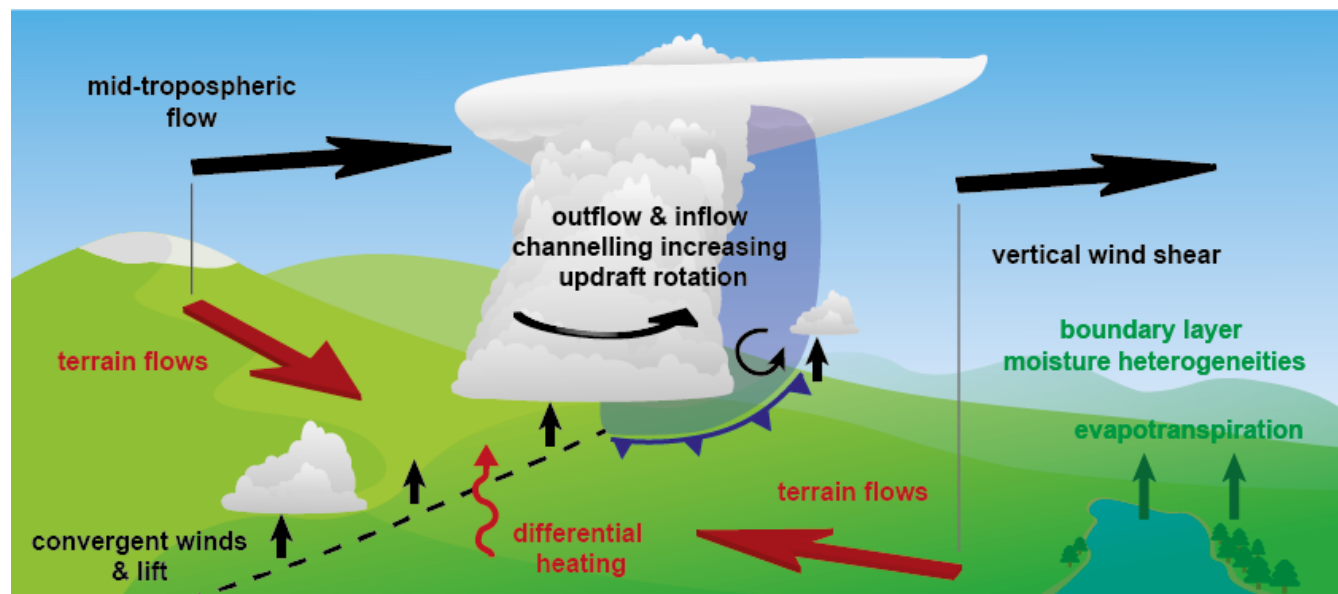 mid-tropospheric
flow
outflow & inflow
channelling increasing
updraft rotation
vertical wind shear
terrain flows
boundary layer
moisture heterogeneities
evapotranspiration
terrain flows
convergent winds
& lift
differential
heating